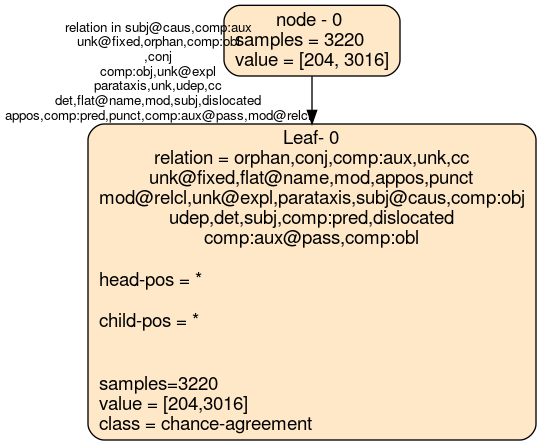 node - 0
samples = 3220
value = [204, 3016]
relation in subj@caus,comp:aux
unk@fixed,orphan,comp:obl
,conj
comp:obj,unk@expl
parataxis,unk,udep,cc
det,flat@name,mod,subj,dislocated
appos,comp:pred,punct,comp:aux@pass,mod@relcl
Leaf- 0
relation = orphan,conj,comp:aux,unk,cc
unk@fixed,flat@name,mod,appos,punct
mod@relcl,unk@expl,parataxis,subj@caus,comp:obj
udep,det,subj,comp:pred,dislocated
comp:aux@pass,comp:obl
head-pos = *
child-pos = *
samples=3220
value = [204,3016]
class = chance-agreement